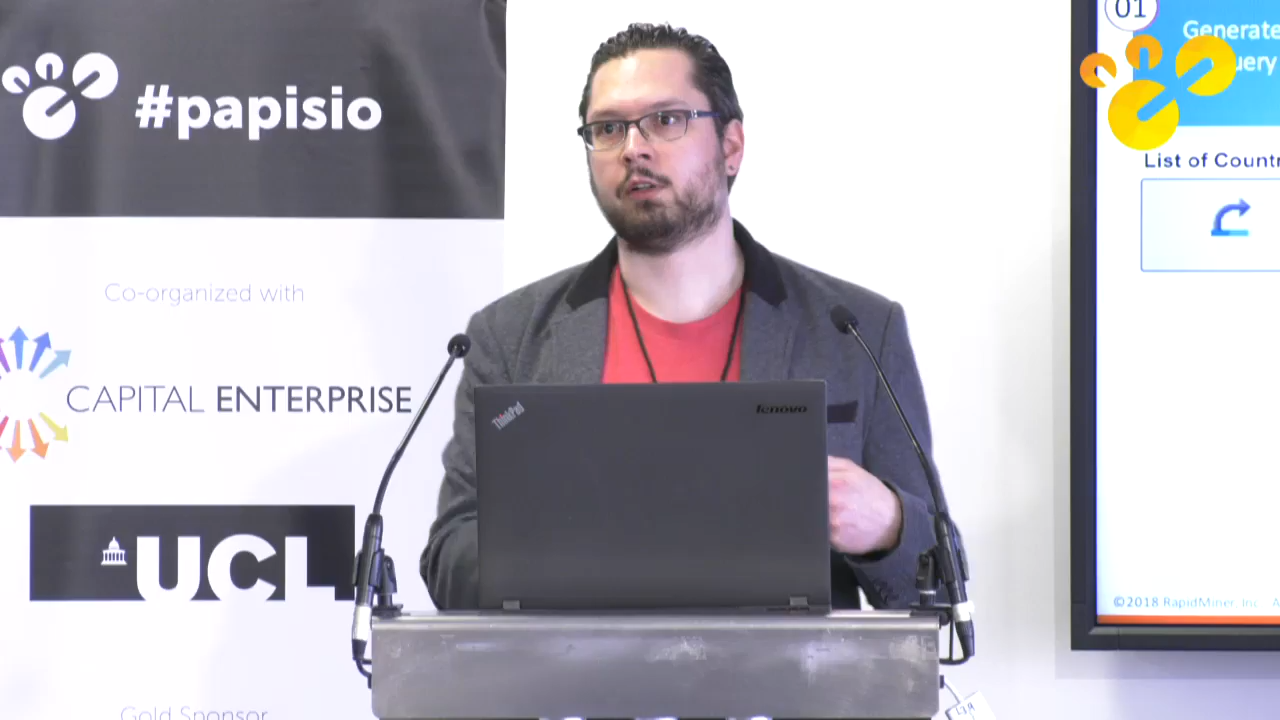 #papisio
Co-organized with
CAPITAL ENTERPRISE
UCL
Gold Sponsor
ThinkPad
lenovo
01
Generate
List of Countr
©2018 RapidMiner, Inc. A